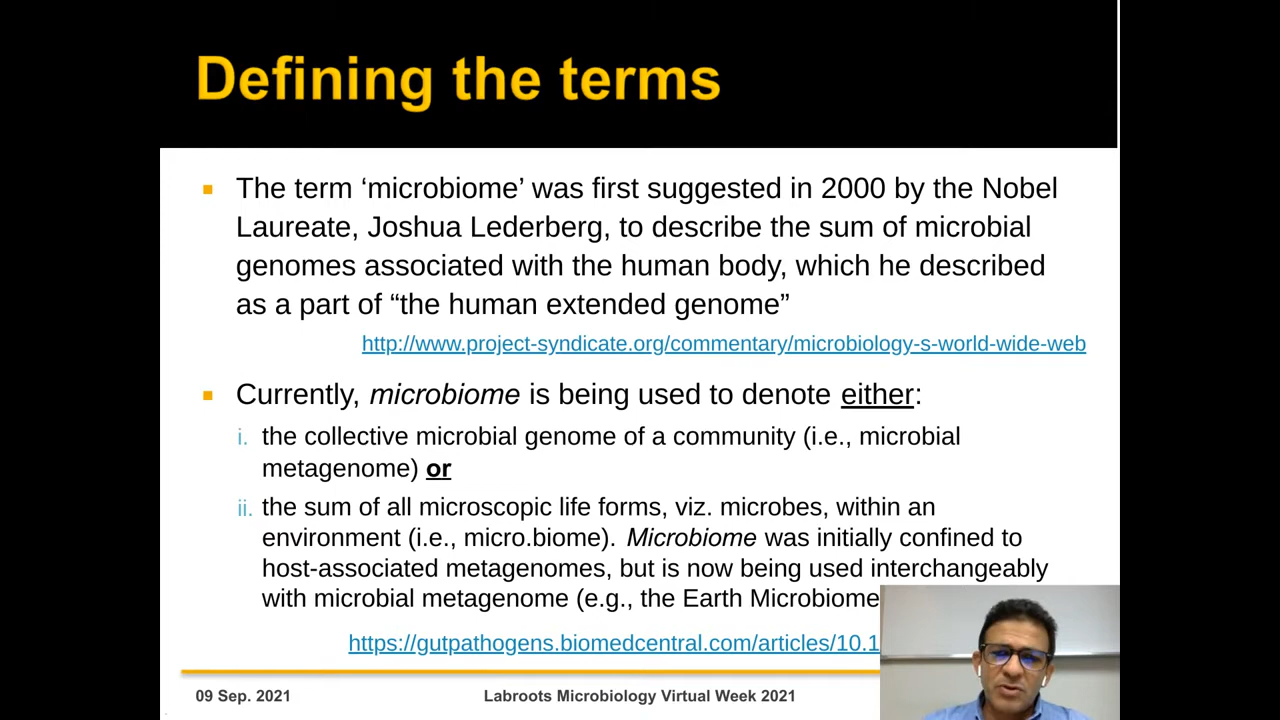 Defining the terms
The term ‘microbiome’ was first suggested in 2000 by the Nobel
Laureate, Joshua Lederberg, to describe the sum of microbial
genomes associated with the human body, which he described
as a part of “the human extended genome”
http://www.project-syndicate.org/commentary/microbiology-s-world-wide-web
Currently, microbiome is being used to denote either:
i. the collective microbial genome of a community (i.e., microbial
metagenome) or
ii. the sum of all microscopic life forms, viz. microbes, within an
environment (i.e., micro.biome). Microbiome was initially confined to
host-associated metagenomes, but is now being used interchangeably
with microbial metagenome (e.g., the Earth Microbiome
https://gutpathogens.biomedcentral.com/articles/10.1
09 Sep. 2021
Labroots Microbiology Virtual Week 2021